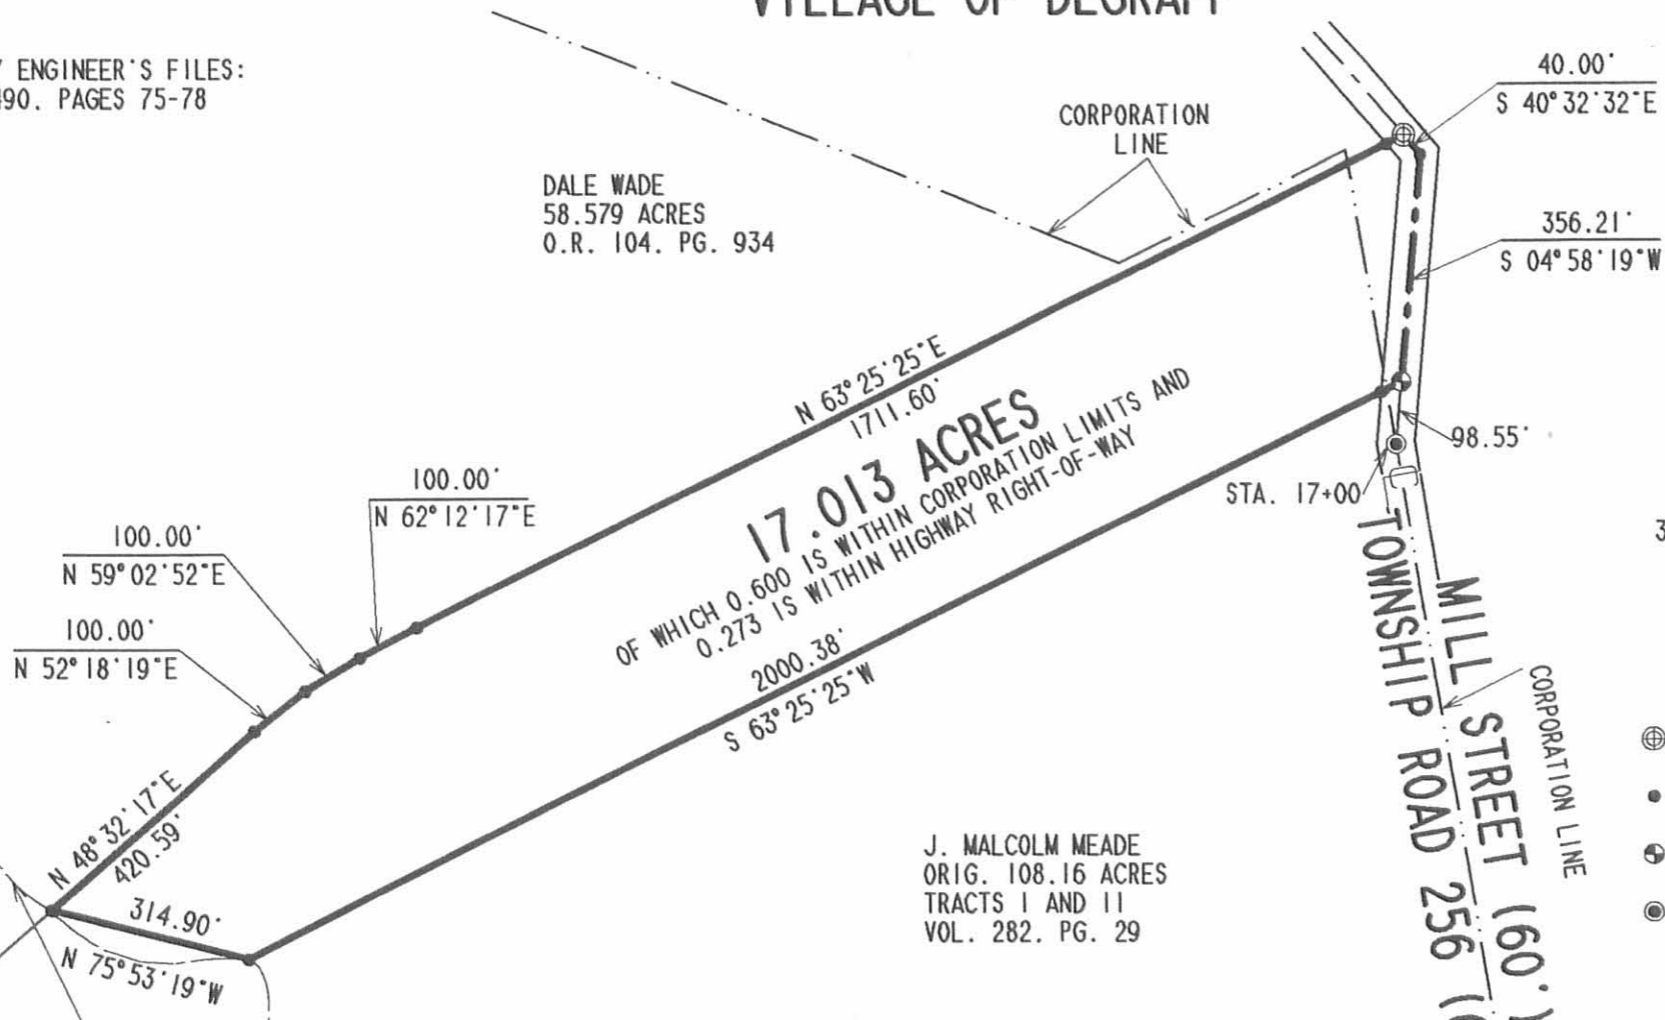 VILLAGE OF DEGRAFF
ENGINEER'S FILES:
490. PAGES 75-78
40.00'
S 40°32'32"E
CORPORATION
LINE
DALE WADE
58.579 ACRES
O.R. 104. PG. 934
356.21'
S 04°58'19"W
N 63°25'25"E
1711.60'
17.013 ACRES
OF WHICH 0.600 IS WITHIN CORPORATION LIMITS AND
0.273 IS WITHIN HIGHWAY RIGHT-OF-WAY
98.55'
STA. 17+00
100.00'
N 62°12'17"E
100.00'
N 59°02'52"E
100.00'
N 52°18'19"E
2000.38'
S 63°25'25"W
3
MILL STREET (60')
TOWNSHIP ROAD 256 (
CORPORATION LINE
N 48°32'17"E
420.59'
314.90'
N 75°53'19"W
J. MALCOLM MEADE
ORIG. 108.16 ACRES
TRACTS I AND II
VOL. 282. PG. 29